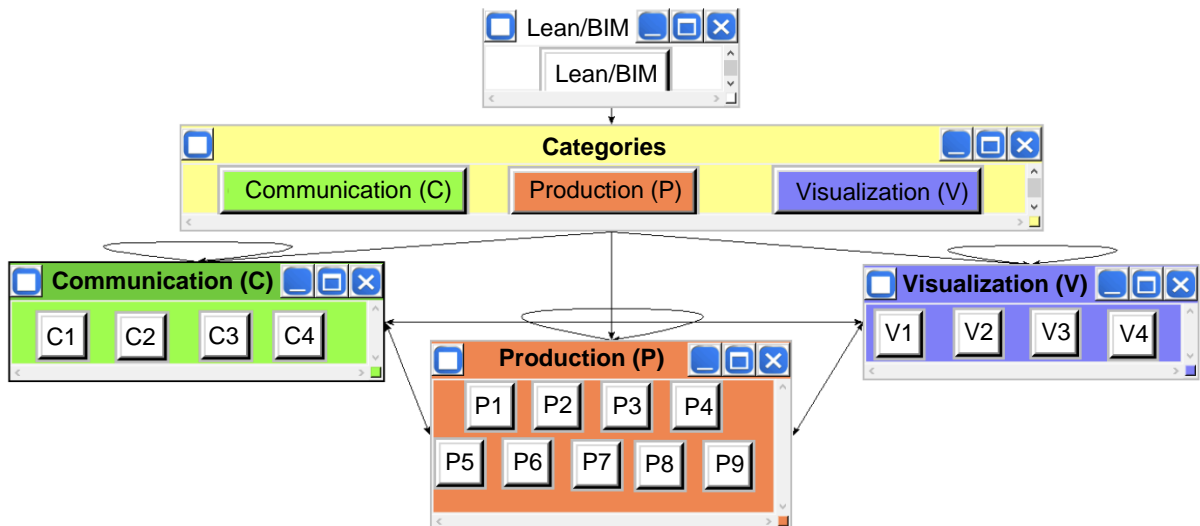 Lean/BIM
Lean/BIM
Categories
Communication (C) Production (P) Visualization (V)
Communication (C)
C1 C2 C3 C4
Visualization (V)
V1 V2 V3 V4
Production (P)
P1 P2 P3 P4
P5 P6 P7 P8 P9